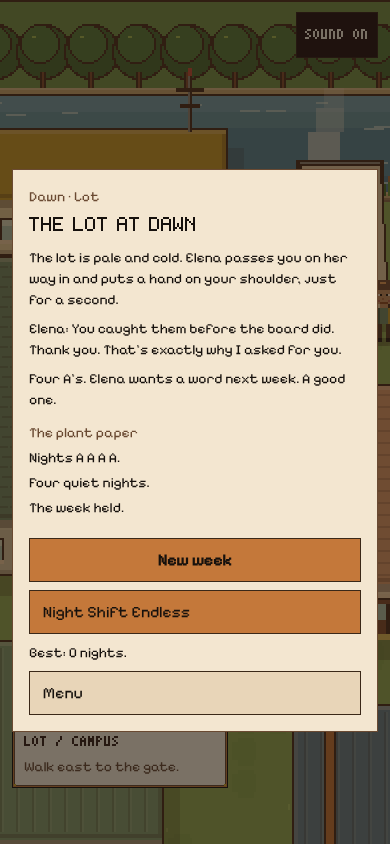 SOUND ON
Dawn · Lot
THE LOT AT DAWN
The lot is pale and cold. Elena passes you on her
way in and puts a hand on your shoulder, just
for a second.
Elena: You caught them before the board did.
Thank you. That's exactly why I asked for you.
Four A's. Elena wants a word next week. A good
one.
The plant paper
Nights A A A A.
Four quiet nights.
The week held.
New week
Night Shift Endless
Best: 0 nights.
Menu
LOT / CAMPUS
Walk east to the gate.